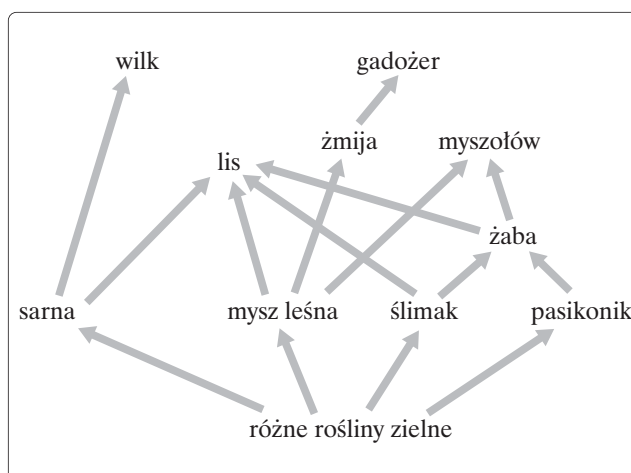 wilk
gadożer
żmija
myszołów
lis
żaba
sarna
mysz leśna
ślimak
pasikonik
różne rośliny zielne